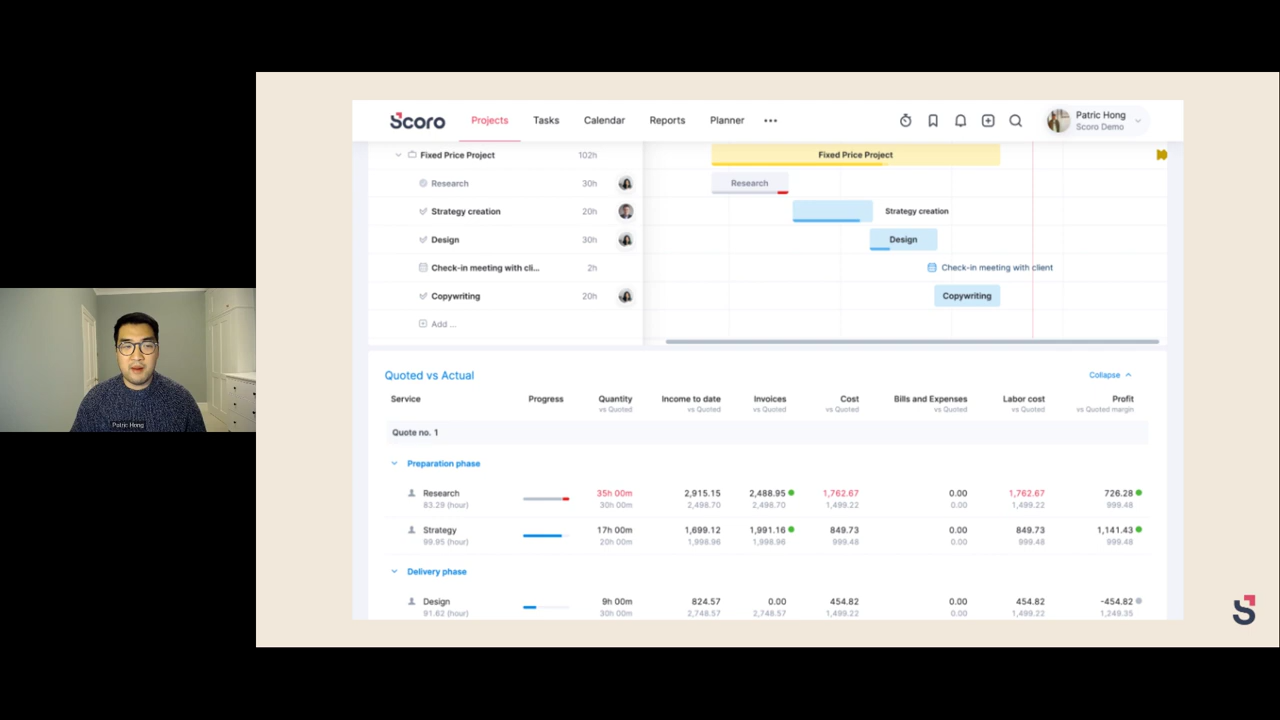 Scoro Projects Tasks Calendar Reports Planner ••• Patric Hong
Scoro Demo
Fixed Price Project 102h Fixed Price Project
Research 30h Research
Strategy creation 20h Strategy creation
Design 30h Design
Check-in meeting with cli... 2h Check-in meeting with client
Copywriting 20h Copywriting
Add ...
Quoted vs Actual Collapse
Service Progress Quantity Income to date Invoices Cost Bills and Expenses Labor cost Profit
vs Quoted vs Quoted vs Quoted vs Quoted vs Quoted vs Quoted vs Quoted margin
Quote no. 1
Preparation phase
Research 35h 00m 2,915.15 2,488.95 1,762.67 0.00 1,762.67 726.28
83.29 (hour) 30h 00m 2,498.70 2,498.70 1,499.22 0.00 1,499.22 999.48
Strategy 17h 00m 1,699.12 1,991.16 849.73 0.00 849.73 1,141.43
99.95 (hour) 20h 00m 1,998.96 1,998.96 999.48 0.00 999.48 999.48
Delivery phase
Design 9h 00m 824.57 0.00 454.82 0.00 454.82 -454.82
91.62 (hour) 30h 00m 2,748.57 2,748.57 1,499.22 0.00 1,499.22 1,249.35
Patric Hong